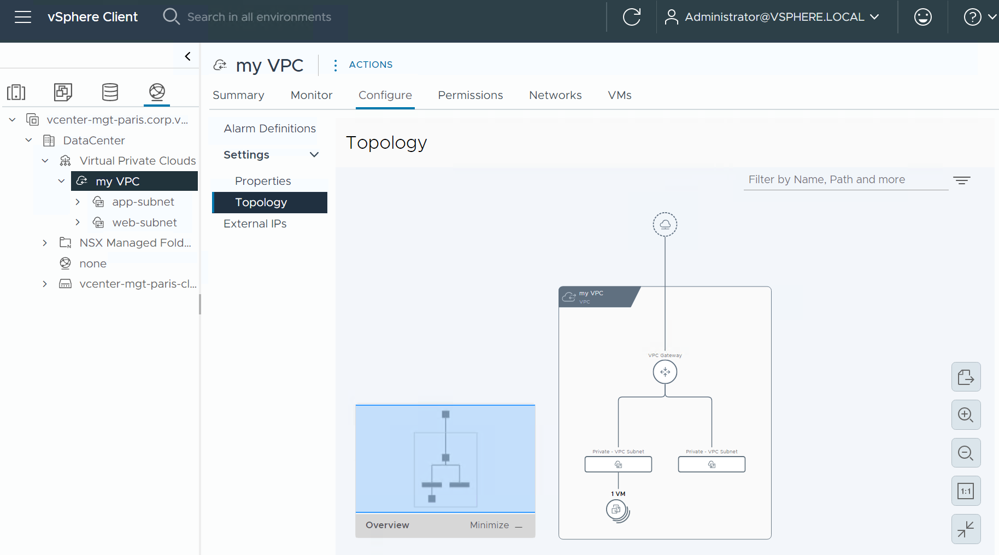 vSphere Client
Search in all environments
Administrator@VSPHERE.LOCAL
my VPC
ACTIONS
Summary
Monitor
Configure
Permissions
Networks
VMs
vcenter-mgt-paris.corp.v...
DataCenter
Virtual Private Clouds
my VPC
app-subnet
web-subnet
NSX Managed Fold...
none
vcenter-mgt-paris-cl...
Alarm Definitions
Settings
Properties
Topology
External IPs
Topology
Filter by Name, Path and more
my VPC
VPC
VPC Gateway
Private - VPC Subnet
Private - VPC Subnet
1 VM
Overview
Minimize
1:1